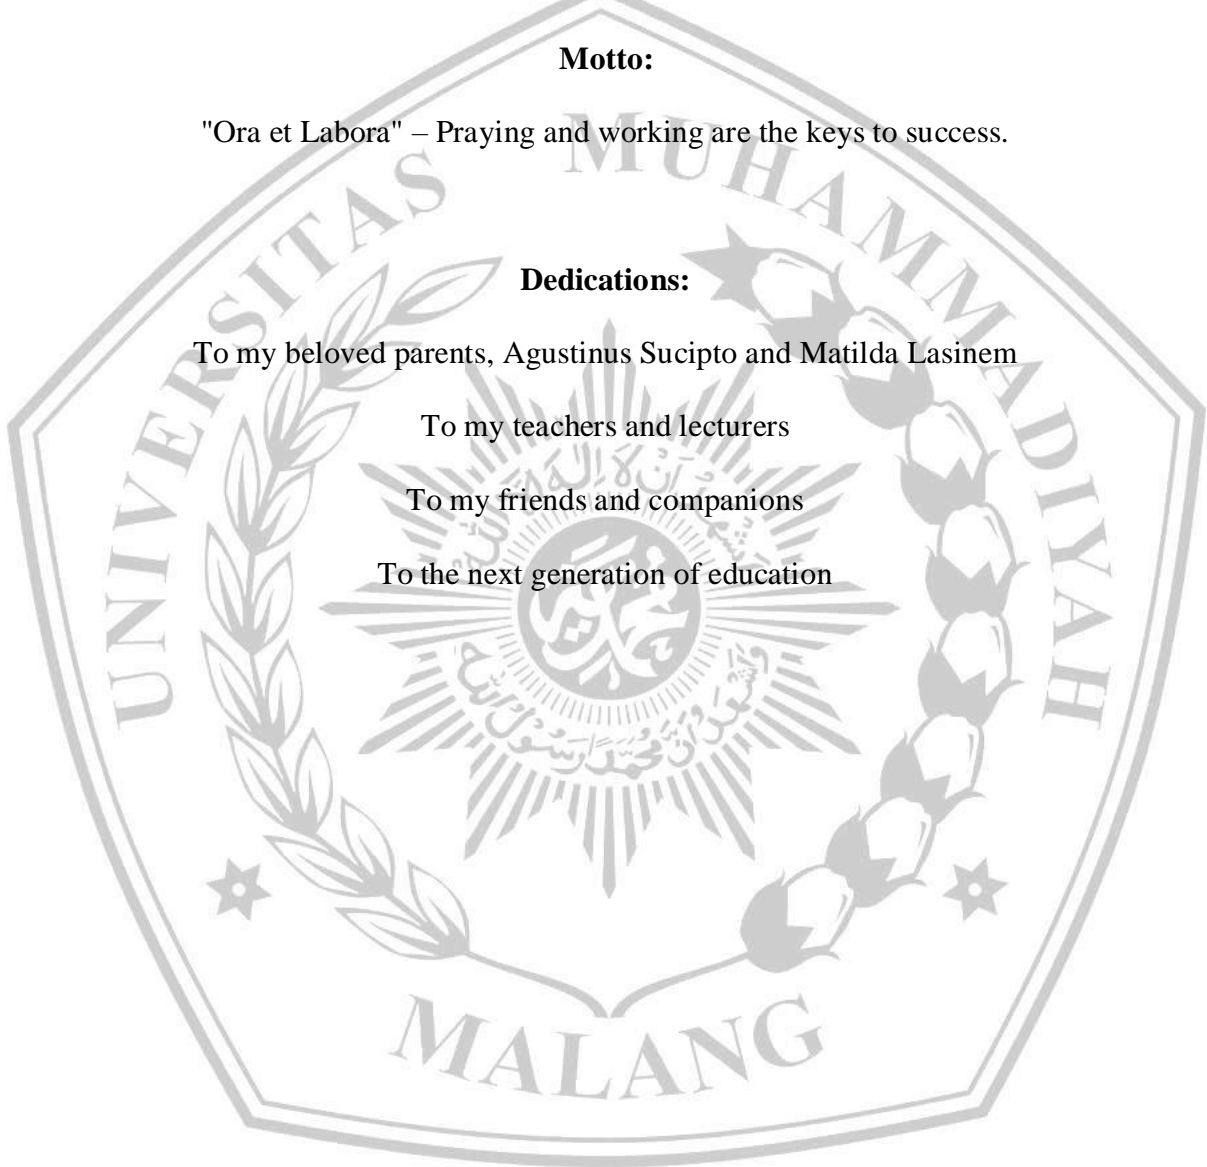 Motto:
"Ora et Labora" – Praying and working are the keys to success.
UNIVERSITAS MUHAMMADIYAH
Dedications:
To my beloved parents, Agustinus Sucipto and Matilda Lasinem
To my teachers and lecturers
To my friends and companions
To the next generation of education
MALANG